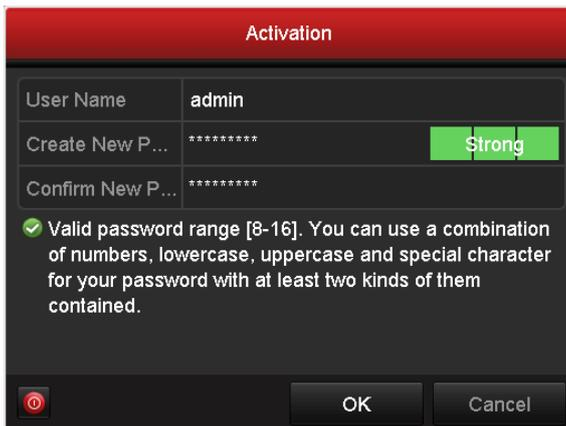 Activation
User Name admin
Create New P... ********* Strong
Confirm New P... *********
Valid password range [8-16]. You can use a combination
of numbers, lowercase, uppercase and special character
for your password with at least two kinds of them
contained.
OK Cancel